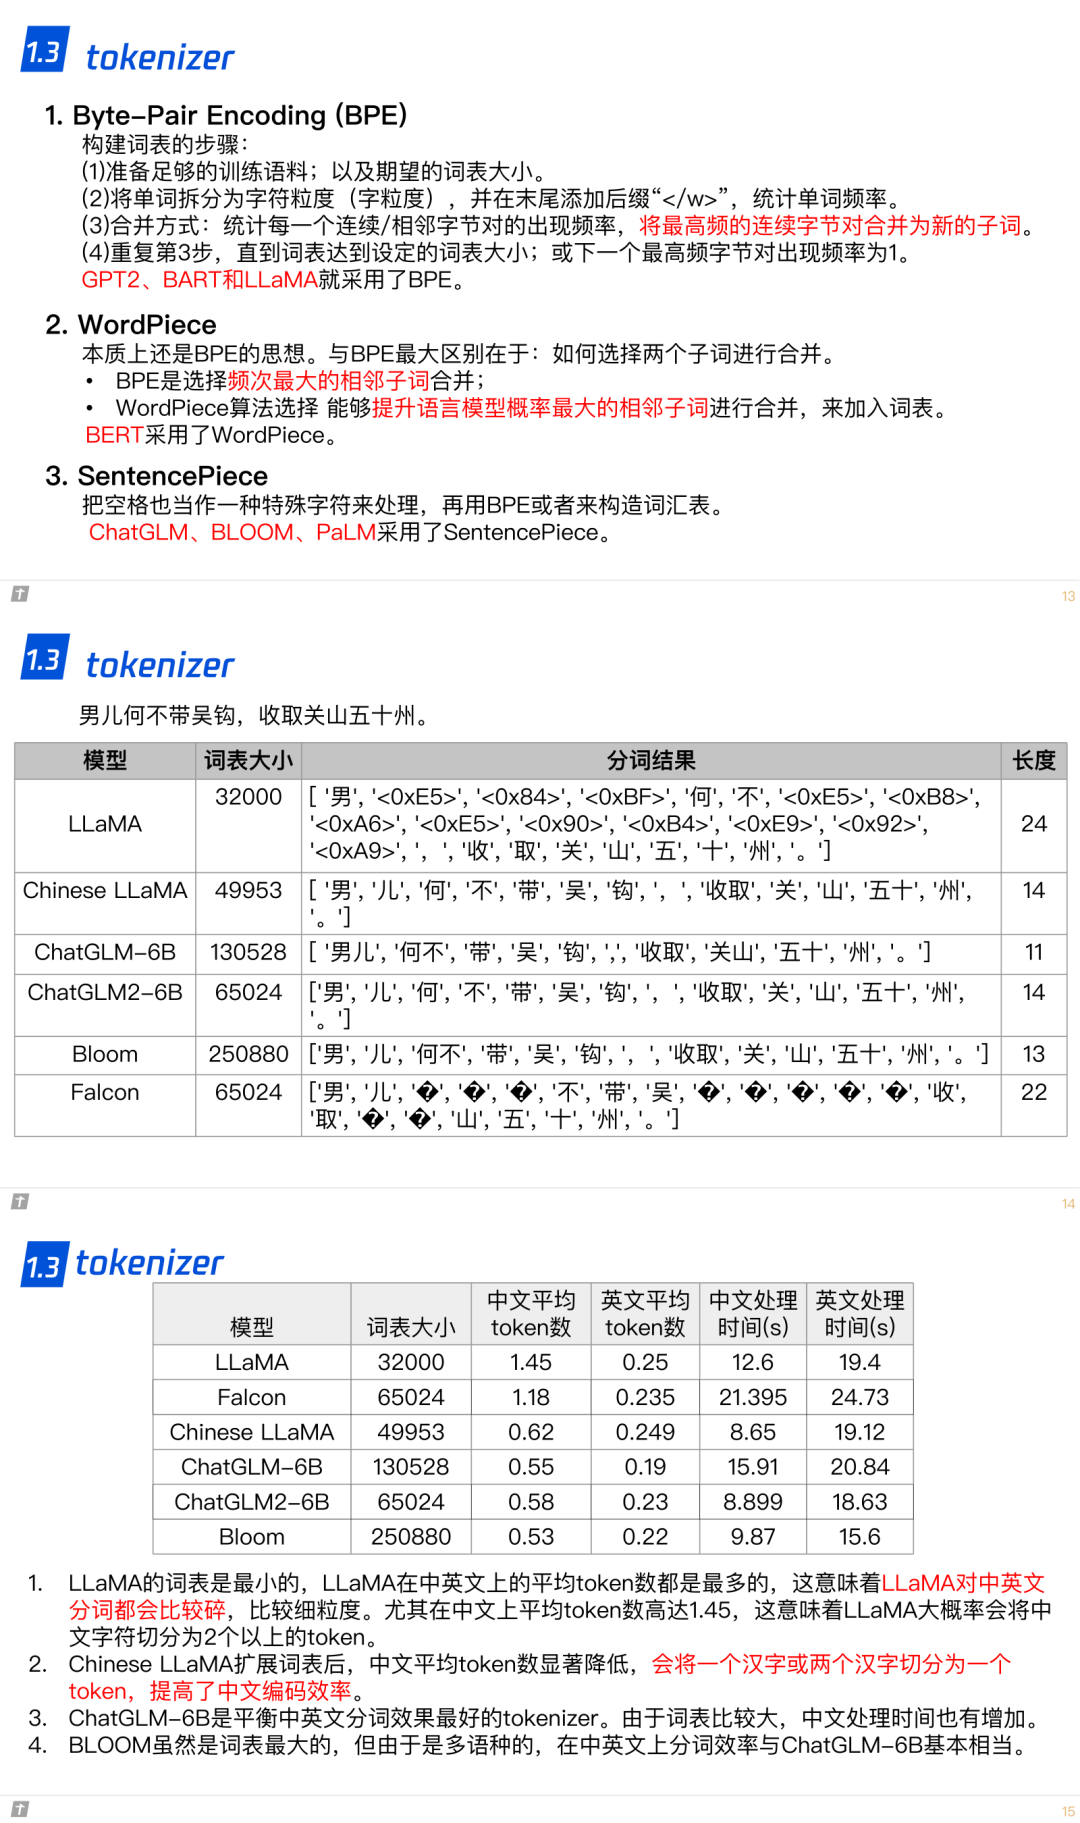 1.3 tokenizer
1. Byte-Pair Encoding (BPE)
构建词表的步骤：
(1)准备足够的训练语料；以及期望的词表大小。
(2)将单词拆分为字符粒度（字粒度），并在末尾添加后缀“</w>”，统计单词频率。
(3)合并方式：统计每一个连续/相邻字节对的出现频率，将最高频的连续字节对合并为新的子词。
(4)重复第3步，直到词表达到设定的词表大小；或下一个最高频字节对出现频率为1。
GPT2、BART和LLaMA就采用了BPE。
2. WordPiece
本质上还是BPE的思想。与BPE最大区别在于：如何选择两个子词进行合并。
• BPE是选择频次最大的相邻子词合并；
• WordPiece算法选择 能够提升语言模型概率最大的相邻子词进行合并，来加入词表。
BERT采用了WordPiece。
3. SentencePiece
把空格也当作一种特殊字符来处理，再用BPE或者来构造词汇表。
ChatGLM、BLOOM、PaLM采用了SentencePiece。
13
1.3 tokenizer
男儿何不带吴钩，收取关山五十州。
模型 词表大小 分词结果 长度
LLaMA 32000 [ '男', '<0xE5>', '<0x84>', '<0xBF>', '何', '不', '<0xE5>', '<0xB8>',
'<0xA6>', '<0xE5>', '<0x90>', '<0xB4>', '<0xE9>', '<0x92>', 24
'<0xA9>', '，', '收', '取', '关', '山', '五', '十', '州', '。']
Chinese LLaMA 49953 [ '男', '儿', '何', '不', '带', '吴', '钩', '，', '收取', '关', '山', '五十', '州', 14
'。']
ChatGLM-6B 130528 [ '男儿', '何不', '带', '吴', '钩', ',', '收取', '关山', '五十', '州', '。'] 11
ChatGLM2-6B 65024 ['男', '儿', '何', '不', '带', '吴', '钩', '，', '收取', '关', '山', '五十', '州', 14
'。']
Bloom 250880 ['男', '儿', '何不', '带', '吴', '钩', '，', '收取', '关', '山', '五十', '州', '。'] 13
Falcon 65024 ['男', '儿', '�', '�', '�', '不', '带', '吴', '�', '�', '�', '�', '�', '收', 22
'取', '�', '�', '山', '五', '十', '州', '。']
14
1.3 tokenizer
模型 词表大小 中文平均token数 英文平均token数 中文处理时间(s) 英文处理时间(s)
LLaMA 32000 1.45 0.25 12.6 19.4
Falcon 65024 1.18 0.235 21.395 24.73
Chinese LLaMA 49953 0.62 0.249 8.65 19.12
ChatGLM-6B 130528 0.55 0.19 15.91 20.84
ChatGLM2-6B 65024 0.58 0.23 8.899 18.63
Bloom 250880 0.53 0.22 9.87 15.6
1. LLaMA的词表是最小的，LLaMA在中英文上的平均token数都是最多的，这意味着LLaMA对中英文
分词都会比较碎，比较细粒度。尤其在中文上平均token数高达1.45，这意味着LLaMA大概率会将中
文字符切分为2个以上的token。
2. Chinese LLaMA扩展词表后，中文平均token数显著降低，会将一个汉字或两个汉字切分为一个
token，提高了中文编码效率。
3. ChatGLM-6B是平衡中英文分词效果最好的tokenizer。由于词表比较大，中文处理时间也有增加。
4. BLOOM虽然是词表最大的，但由于是多语种的，在中英文上分词效率与ChatGLM-6B基本相当。
15